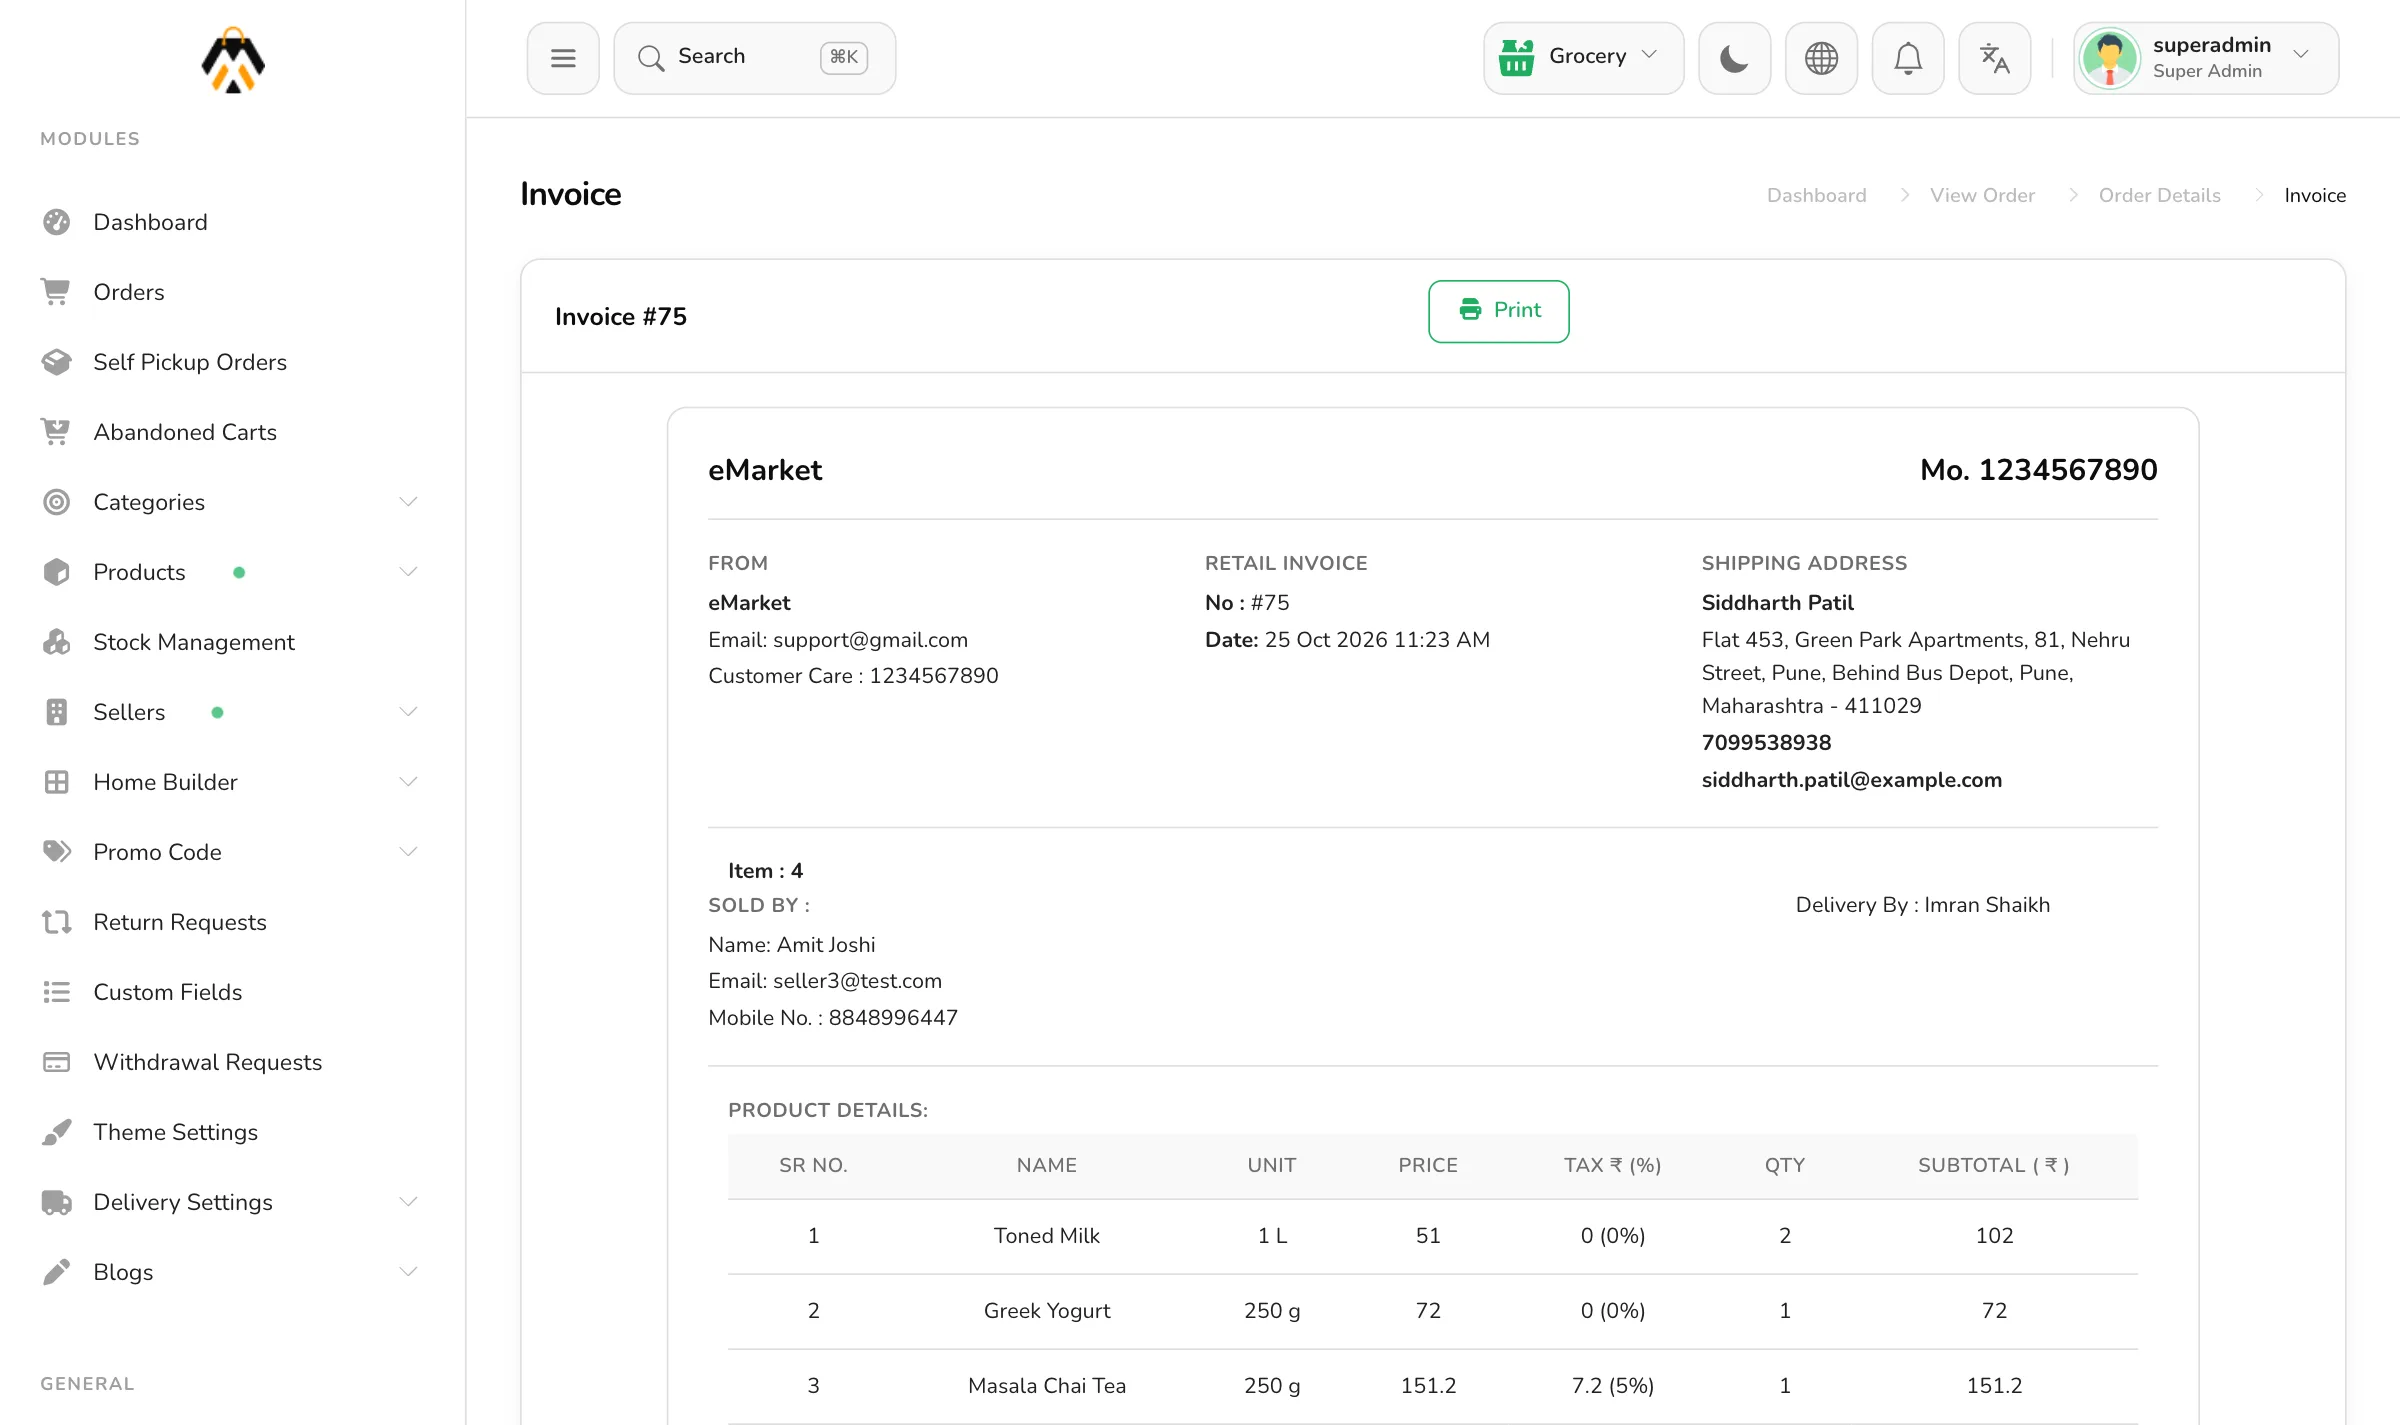 MODULES
Dashboard
Orders
Self Pickup Orders
Abandoned Carts
Categories
Products
Stock Management
Sellers
Home Builder
Promo Code
Return Requests
Custom Fields
Withdrawal Requests
Theme Settings
Delivery Settings
Blogs
GENERAL
Search ⌘K
Grocery
superadmin
Super Admin
Invoice
Dashboard View Order Order Details Invoice
Invoice #75
Print
eMarket
Mo. 1234567890
FROM
eMarket
Email: support@gmail.com
Customer Care : 1234567890
RETAIL INVOICE
No : #75
Date: 25 Oct 2026 11:23 AM
SHIPPING ADDRESS
Siddharth Patil
Flat 453, Green Park Apartments, 81, Nehru
Street, Pune, Behind Bus Depot, Pune,
Maharashtra - 411029
7099538938
siddharth.patil@example.com
Item : 4
SOLD BY :
Name: Amit Joshi
Email: seller3@test.com
Mobile No. : 8848996447
Delivery By : Imran Shaikh
PRODUCT DETAILS:
SR NO. NAME UNIT PRICE TAX ₹ (%) QTY SUBTOTAL ( ₹ )
1 Toned Milk 1 L 51 0 (0%) 2 102
2 Greek Yogurt 250 g 72 0 (0%) 1 72
3 Masala Chai Tea 250 g 151.2 7.2 (5%) 1 151.2